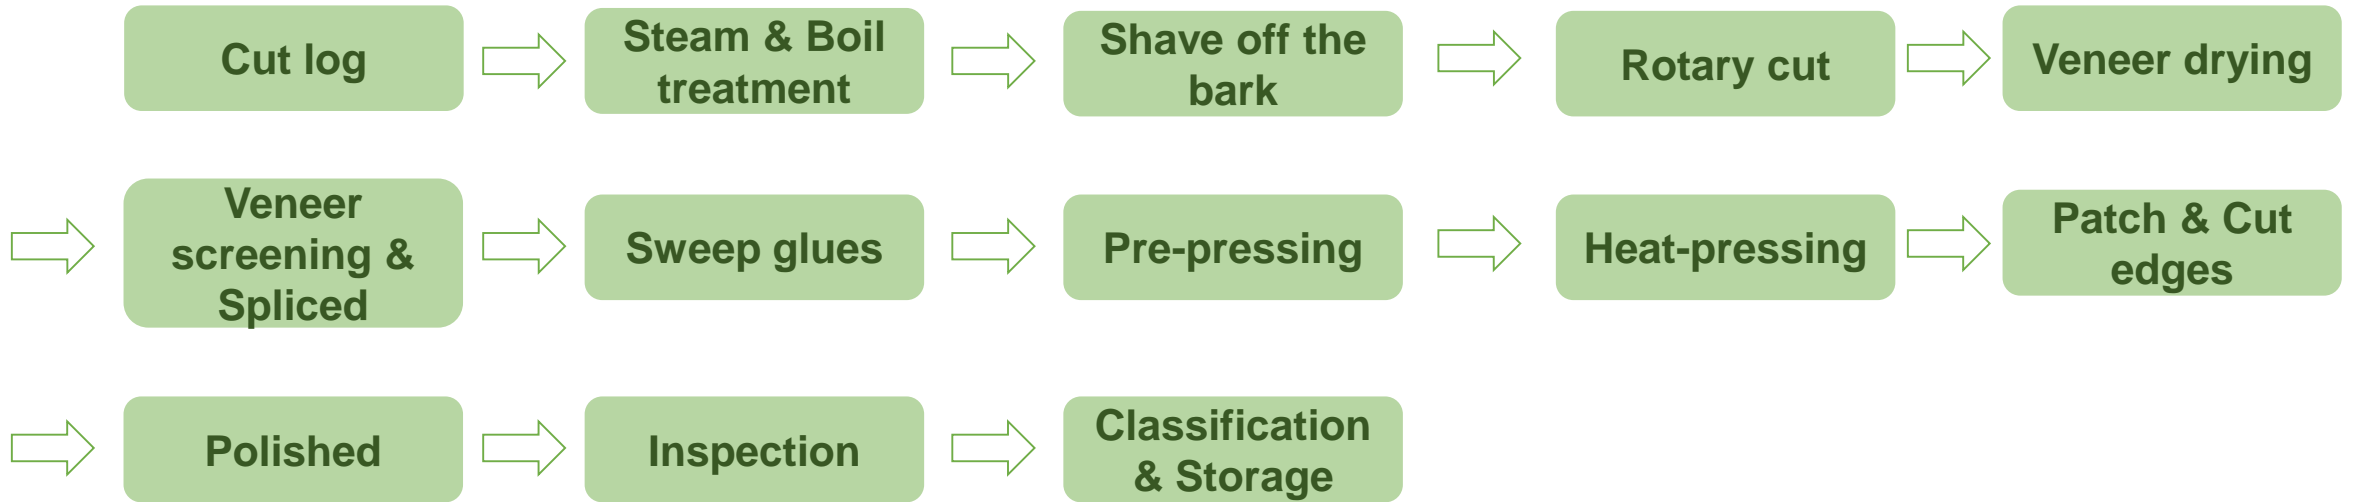 Cut log
Steam & Boil
treatment
Shave off the
bark
Rotary cut
Veneer drying
Veneer
screening &
Spliced
Sweep glues
Pre-pressing
Heat-pressing
Patch & Cut
edges
Polished
Inspection
Classification
& Storage